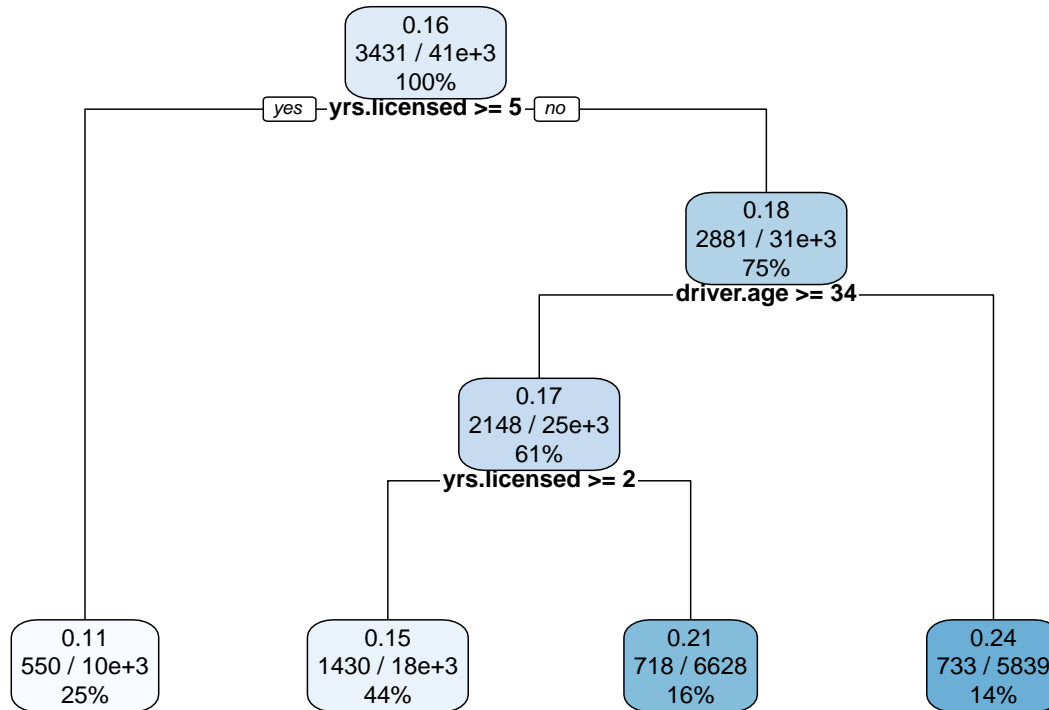 0.16
3431 / 41e+3
100%
yes yrs.licensed >= 5 no
0.18
2881 / 31e+3
75%
driver.age >= 34
0.17
2148 / 25e+3
61%
yrs.licensed >= 2
0.11
550 / 10e+3
25%
0.15
1430 / 18e+3
44%
0.21
718 / 6628
16%
0.24
733 / 5839
14%